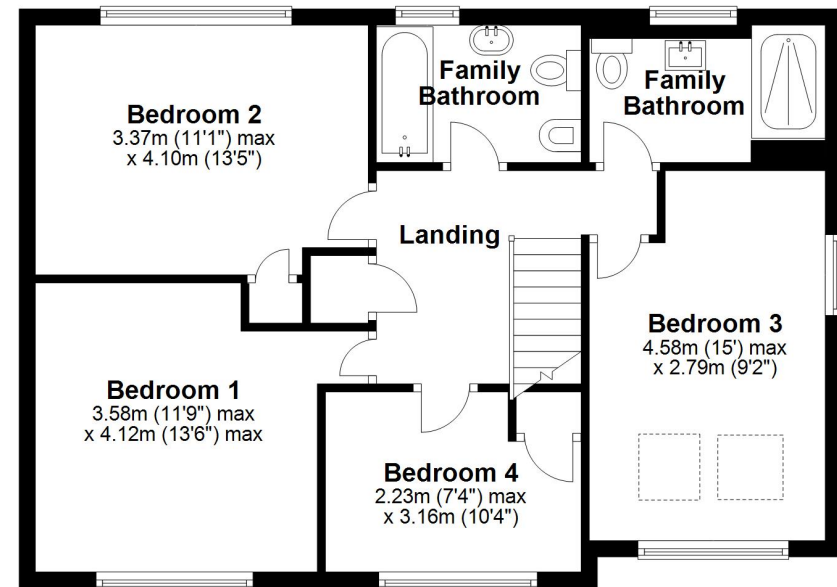 Bedroom 2
3.37m (11'1") max
x 4.10m (13'5")
Family
Bathroom
Family
Bathroom
Landing
Bedroom 3
4.58m (15') max
x 2.79m (9'2")
Bedroom 1
3.58m (11'9") max
x 4.12m (13'6") max
Bedroom 4
2.23m (7'4") max
x 3.16m (10'4")